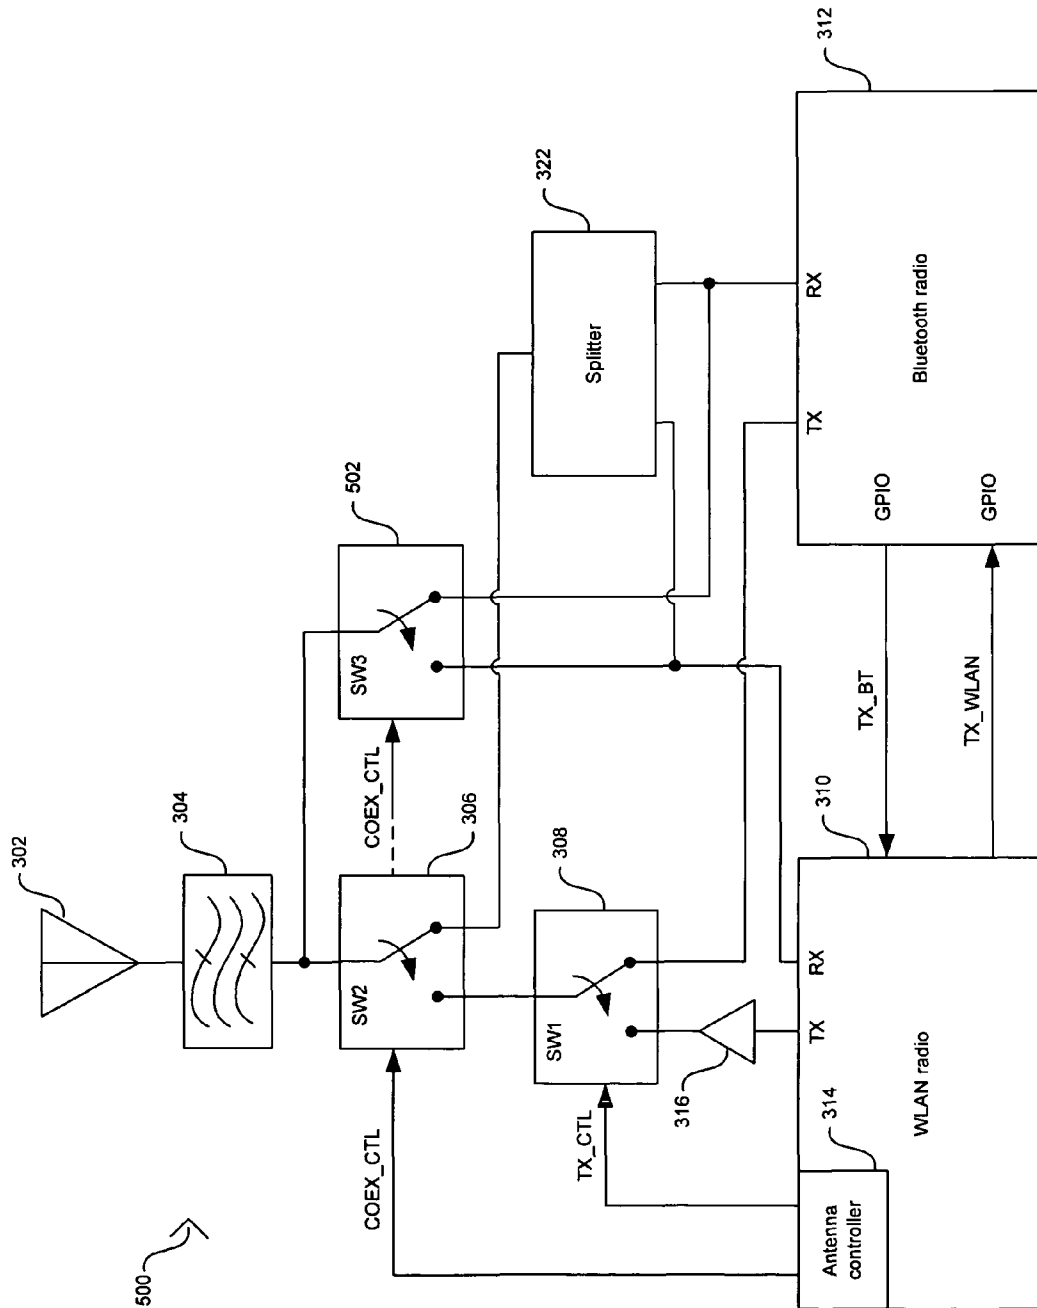 500
302
304
COEX_CTL
SW2
306
COEX_CTL
SW3
502
TX_CTL
SW1
308
316
Splitter
322
Antenna
controller
314
TX
RX
WLAN radio
310
TX_BT
TX_WLAN
GPIO
GPIO
TX
RX
Bluetooth radio
312